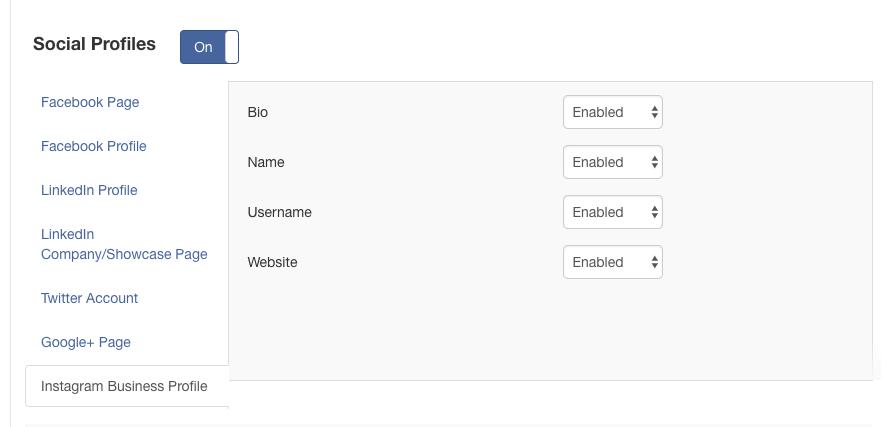 Social Profiles
On
Facebook Page
Facebook Profile
LinkedIn Profile
LinkedIn
Company/Showcase Page
Twitter Account
Google+ Page
Instagram Business Profile
Bio Enabled
Name Enabled
Username Enabled
Website Enabled